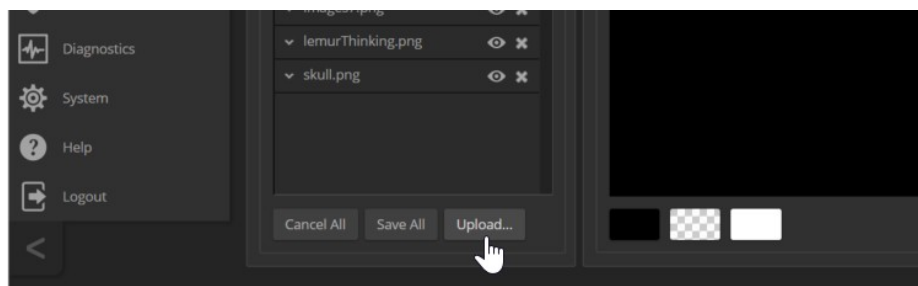 Diagnostics
System
Help
Logout
<
lemurThinking.png
skull.png
Cancel All Save All Upload...